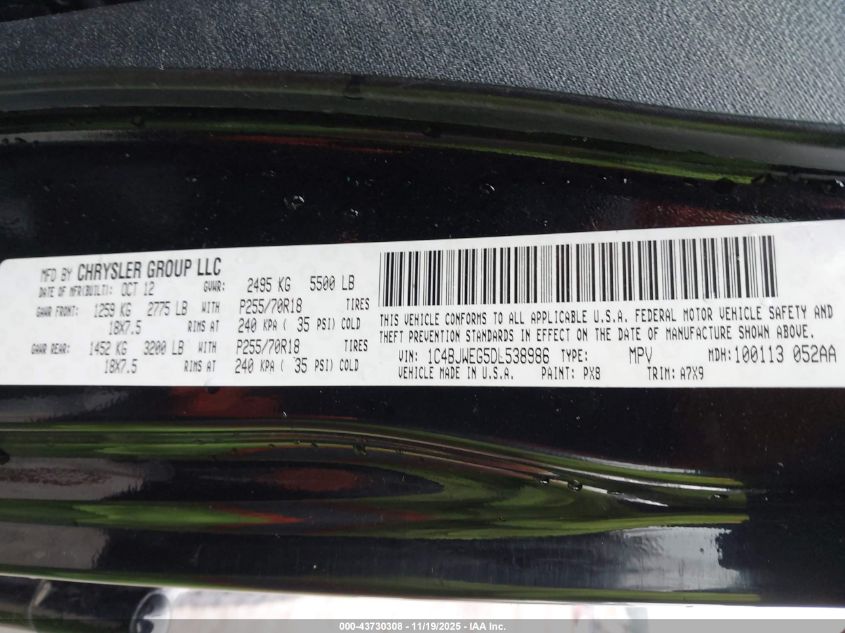 MFD BY CHRYSLER GROUP LLC
DATE OF MFR(BUILT): OCT 12 GVWR: 2495 KG 5500 LB
GAWR FRONT: 1259 KG 2775 LB WITH P255/70R18 TIRES
18X7.5 RIMS AT 240 KPA ( 35 PSI) COLD
GAWR REAR: 1452 KG 3200 LB WITH P255/70R18 TIRES
18X7.5 RIMS AT 240 KPA ( 35 PSI) COLD
THIS VEHICLE CONFORMS TO ALL APPLICABLE U.S.A. FEDERAL MOTOR VEHICLE SAFETY AND
THEFT PREVENTION STANDARDS IN EFFECT ON THE DATE OF MANUFACTURE SHOWN ABOVE.
VIN: 1C4BJWEG5DL538986 TYPE: MPV MDH: 100113 052AA
VEHICLE MADE IN U.S.A. PAINT: PX8 TRIM: A7X9
000-43730308 - 11/19/2025 - IAA Inc.